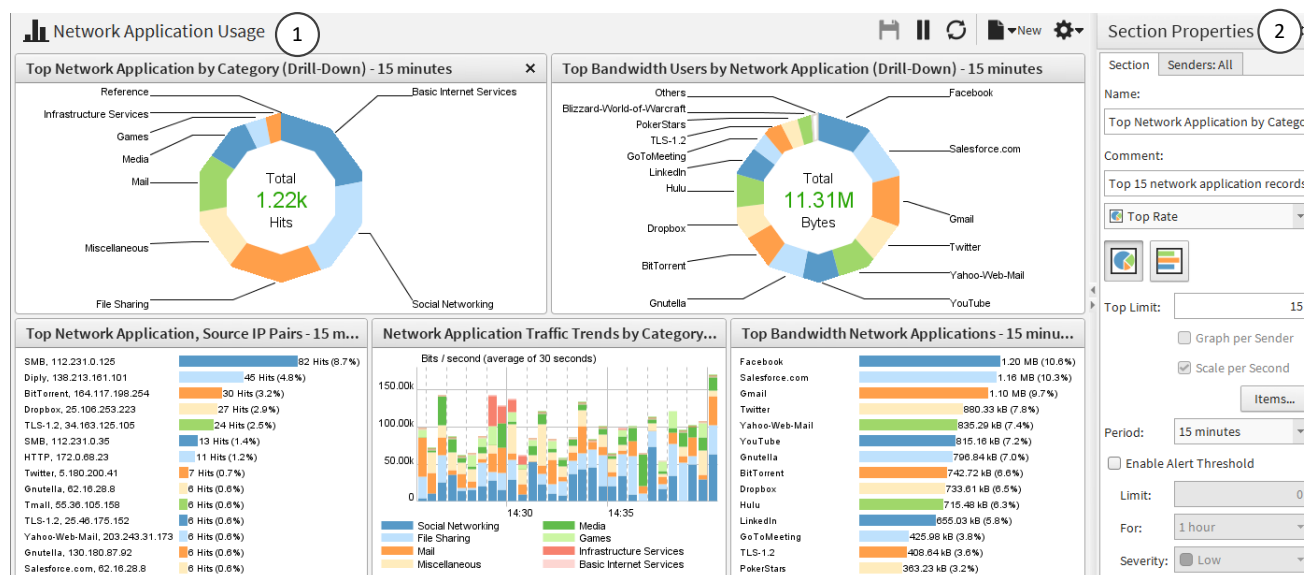 Network Application Usage
1
New
Top Network Application by Category (Drill-Down) - 15 minutes
Reference
Infrastructure Services
Games
Media
Mail
Miscellaneous
File Sharing
Basic Internet Services
Social Networking
Total
1.22k
Hits
Top Bandwidth Users by Network Application (Drill-Down) - 15 minutes
Others
Blizzard-World-of-Warcraft
PokerStars
TLS-1.2
GoToMeeting
LinkedIn
Hulu
Dropbox
BitTorrent
Gnutella
Facebook
Salesforce.com
Gmail
Twitter
Yahoo-Web-Mail
YouTube
Total
11.31M
Bytes
Top Network Application, Source IP Pairs - 15 m...
SMB, 112.231.0.125 82 Hits (8.7%)
Diply, 138.213.161.101 45 Hits (4.8%)
BitTorrent, 164.117.198.254 30 Hits (3.2%)
Dropbox, 25.106.253.223 27 Hits (2.9%)
TLS-1.2, 34.163.125.105 24 Hits (2.5%)
SMB, 112.231.0.35 13 Hits (1.4%)
HTTP, 172.0.68.23 11 Hits (1.2%)
Twitter, 5.180.200.41 7 Hits (0.7%)
Gnutella, 62.16.28.8 6 Hits (0.6%)
Tmall, 55.36.105.158 6 Hits (0.6%)
TLS-1.2, 25.46.175.152 6 Hits (0.6%)
Yahoo-Web-Mail, 203.243.31.173 6 Hits (0.6%)
Gnutella, 130.180.87.92 6 Hits (0.6%)
Salesforce.com, 62.16.28.8 6 Hits (0.6%)
Network Application Traffic Trends by Category...
Bits / second (average of 30 seconds)
150.00k
100.00k
50.00k
0
14:30 14:35
Social Networking Media
File Sharing Games
Mail Infrastructure Services
Miscellaneous Basic Internet Services
Top Bandwidth Network Applications - 15 minu...
Facebook 1.20 MB (10.6%)
Salesforce.com 1.16 MB (10.3%)
Gmail 1.10 MB (9.7%)
Twitter 880.33 kB (7.8%)
Yahoo-Web-Mail 835.29 kB (7.4%)
YouTube 815.16 kB (7.2%)
Gnutella 796.84 kB (7.0%)
BitTorrent 742.72 kB (6.6%)
Dropbox 733.61 kB (6.5%)
Hulu 715.48 kB (6.3%)
LinkedIn 655.03 kB (5.8%)
GoToMeeting 425.98 kB (3.8%)
TLS-1.2 408.64 kB (3.6%)
PokerStars 363.23 kB (3.2%)
Section Properties
2
Section Senders: All
Name:
Top Network Application by Catego
Comment:
Top 15 network application records
Top Rate
Top Limit: 15
Graph per Sender
Scale per Second
Items...
Period: 15 minutes
Enable Alert Threshold
Limit: 0
For: 1 hour
Severity: Low